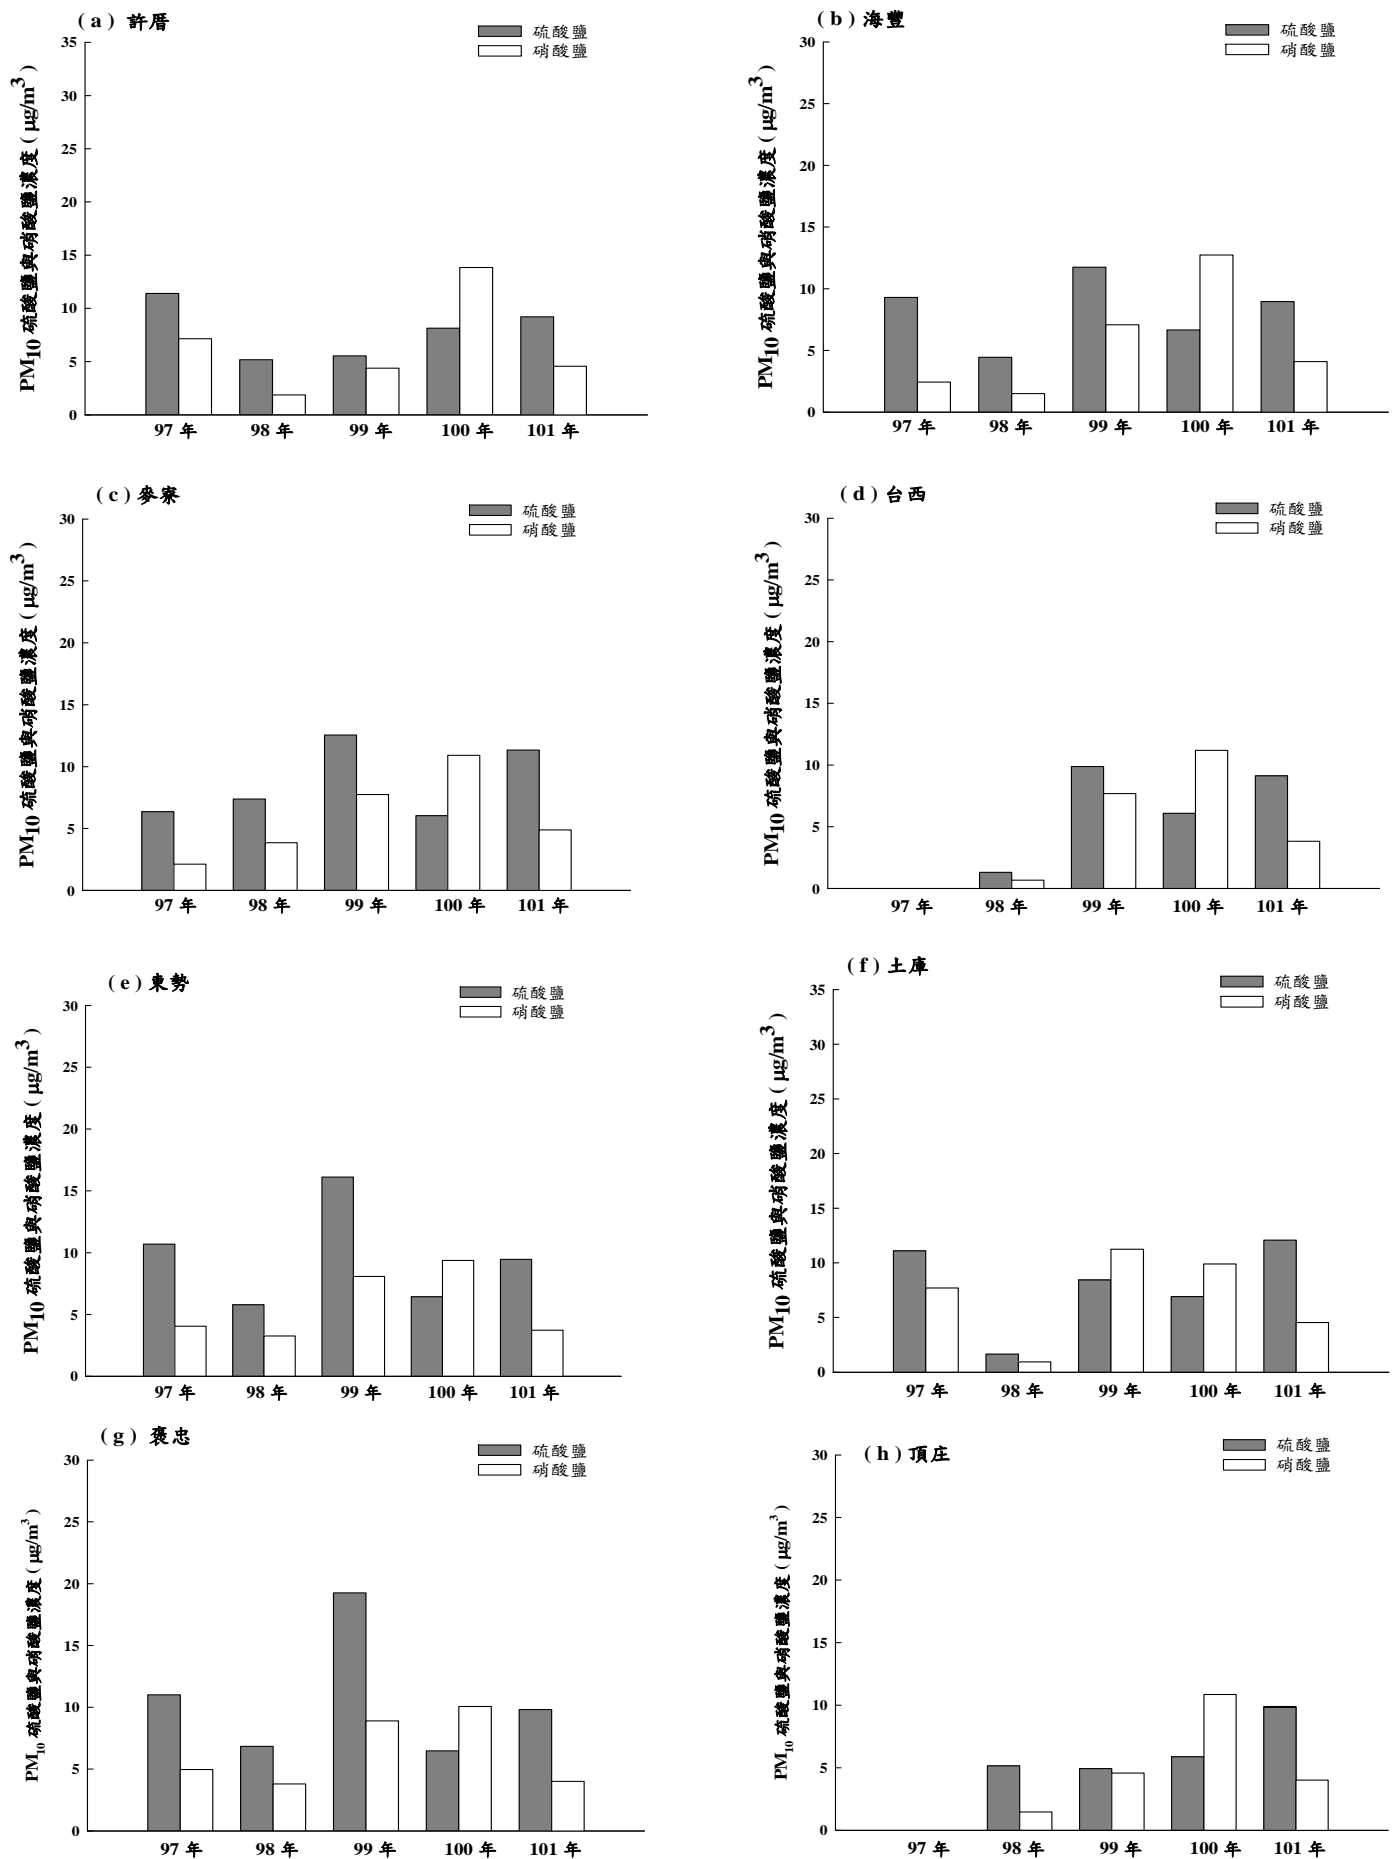 ( a ) 許厝
硫酸鹽
硝酸鹽
PM10 硫酸鹽與硝酸鹽濃度 ( μg/m3 )
35
30
25
20
15
10
5
0
97 年
98 年
99 年
100 年
101 年
( b ) 海豐
硫酸鹽
硝酸鹽
PM10 硫酸鹽與硝酸鹽濃度 ( μg/m3 )
30
25
20
15
10
5
0
97 年
98 年
99 年
100 年
101 年
( c ) 麥寮
硫酸鹽
硝酸鹽
PM10 硫酸鹽與硝酸鹽濃度 ( μg/m3 )
30
25
20
15
10
5
0
97 年
98 年
99 年
100 年
101 年
( d ) 台西
硫酸鹽
硝酸鹽
PM10 硫酸鹽與硝酸鹽濃度 ( μg/m3 )
30
25
20
15
10
5
0
97 年
98 年
99 年
100 年
101 年
( e ) 東勢
硫酸鹽
硝酸鹽
PM10 硫酸鹽與硝酸鹽濃度 ( μg/m3 )
30
25
20
15
10
5
0
97 年
98 年
99 年
100 年
101 年
( f ) 土庫
硫酸鹽
硝酸鹽
PM10 硫酸鹽與硝酸鹽濃度 ( μg/m3 )
35
30
25
20
15
10
5
0
97 年
98 年
99 年
100 年
101 年
( g ) 褒忠
硫酸鹽
硝酸鹽
PM10 硫酸鹽與硝酸鹽濃度 ( μg/m3 )
30
25
20
15
10
5
0
97 年
98 年
99 年
100 年
101 年
( h ) 頂庄
硫酸鹽
硝酸鹽
PM10 硫酸鹽與硝酸鹽濃度 ( μg/m3 )
30
25
20
15
10
5
0
97 年
98 年
99 年
100 年
101 年